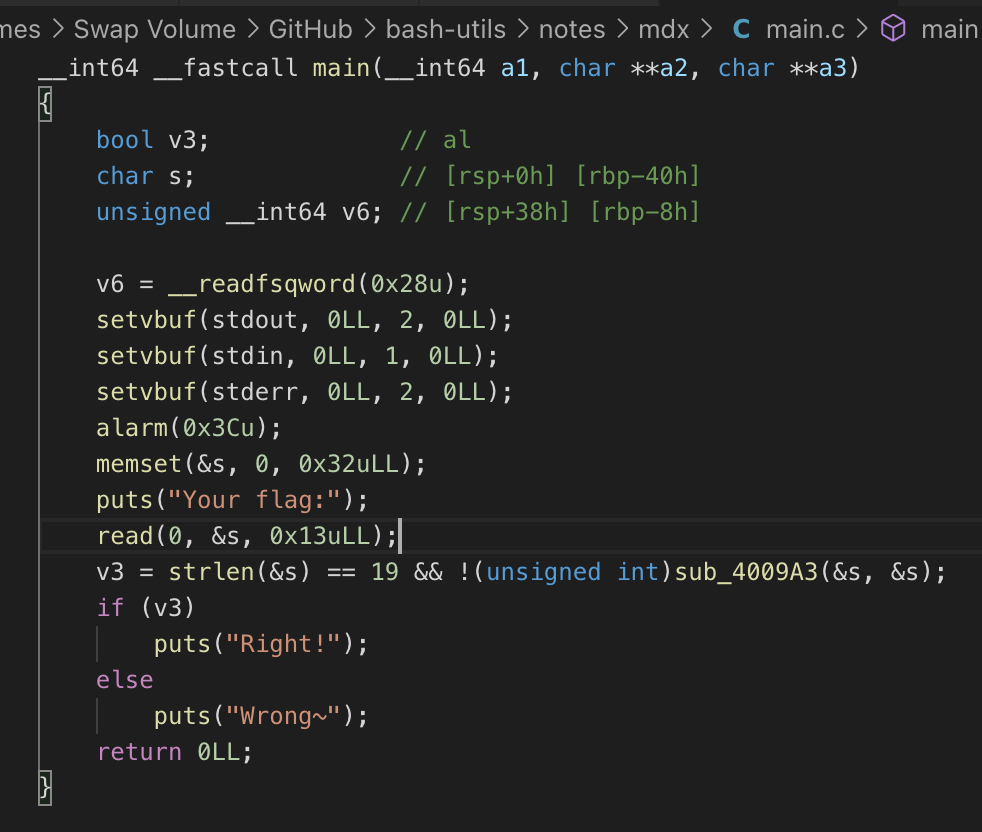 mes > Swap Volume > GitHub > bash-utils > notes > mdx > C main.c > main
__int64 __fastcall main(__int64 a1, char **a2, char **a3)
{
    bool v3;             // al
    char s;              // [rsp+0h] [rbp-40h]
    unsigned __int64 v6; // [rsp+38h] [rbp-8h]

    v6 = __readfsqword(0x28u);
    setvbuf(stdout, 0LL, 2, 0LL);
    setvbuf(stdin, 0LL, 1, 0LL);
    setvbuf(stderr, 0LL, 2, 0LL);
    alarm(0x3Cu);
    memset(&s, 0, 0x32uLL);
    puts("Your flag:");
    read(0, &s, 0x13uLL);
    v3 = strlen(&s) == 19 && !(unsigned int)sub_4009A3(&s, &s);
    if (v3)
        puts("Right!");
    else
        puts("Wrong~");
    return 0LL;
}